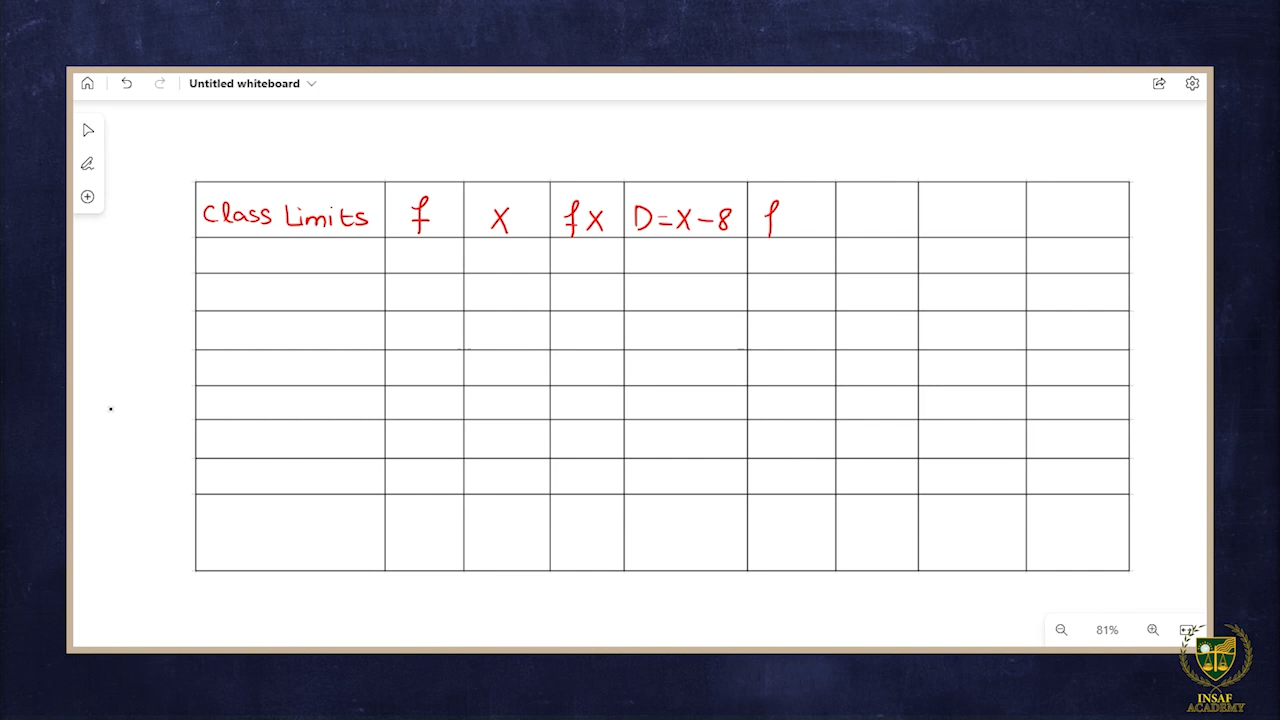 Untitled whiteboard
Class Limits f X fX D=X-8 f
81%
INSAF
ACADEMY